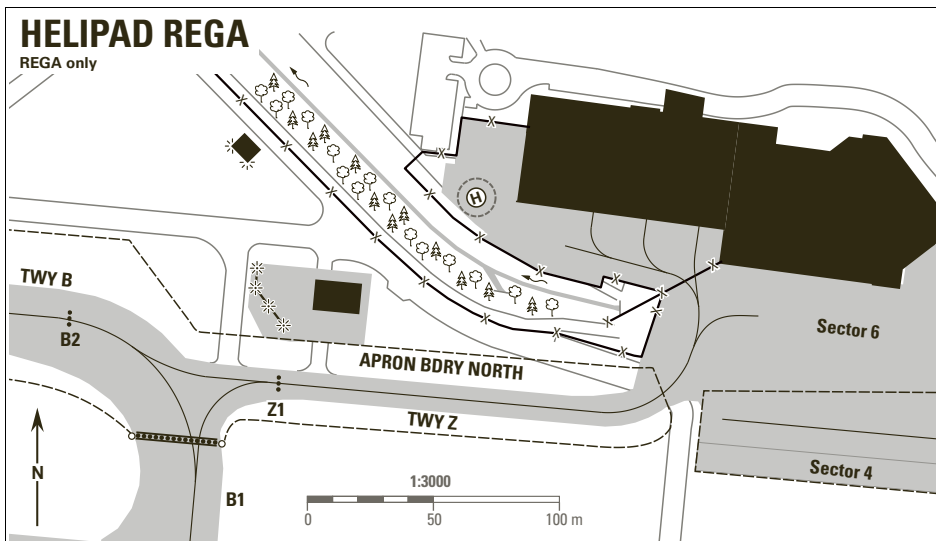 HELIPAD REGA
REGA only
H
TWY B
B2
Sector 6
APRON BDRY NORTH
Z1
TWY Z
Sector 4
N
B1
1:3000
0 50 100 m